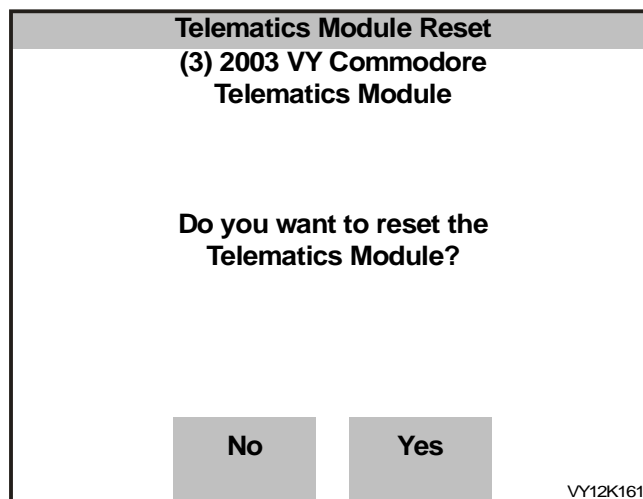 Telematics Module Reset
(3) 2003 VY Commodore
Telematics Module
Do you want to reset the
Telematics Module?
No Yes
VY12K161